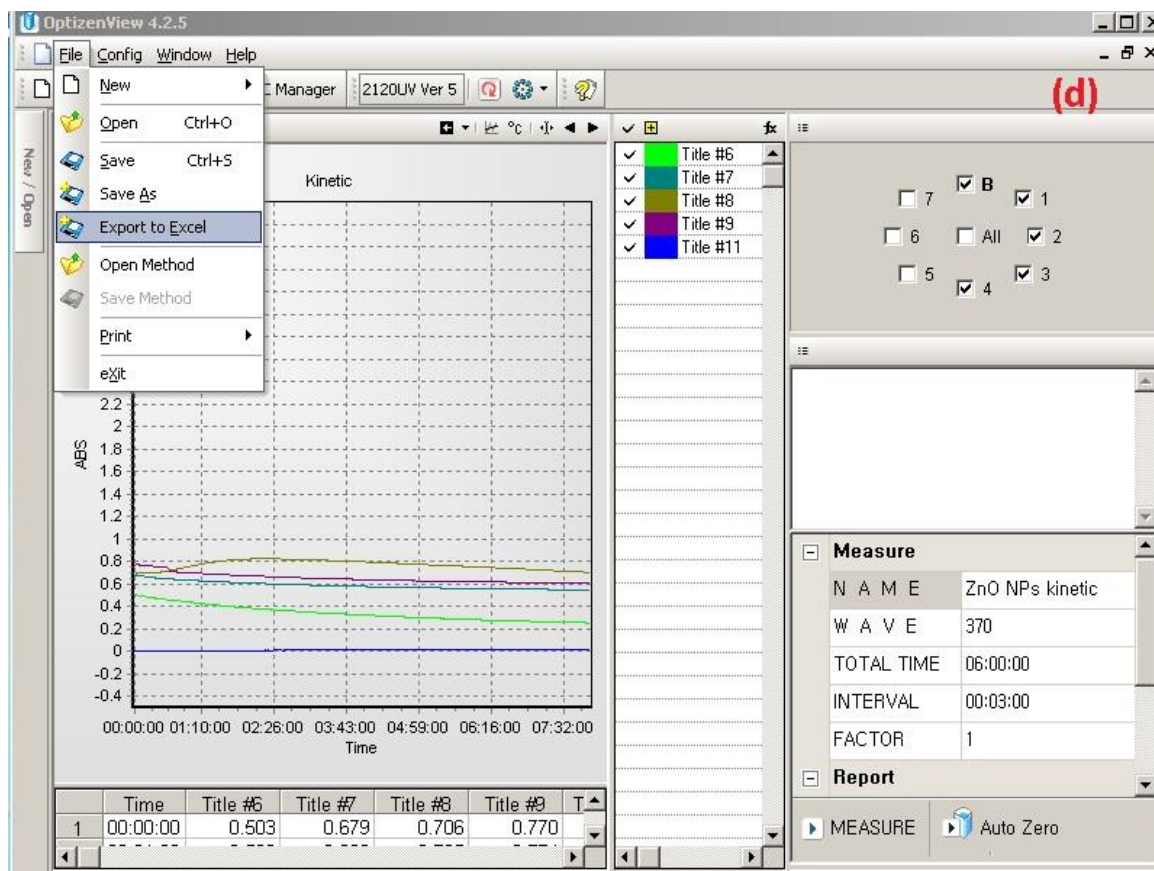 OptizenView 4.2.5
File Config Window Help
C Manager 2120UV Ver 5
(d)
New / Open
New
Open Ctrl+O
Save Ctrl+S
Save As
Export to Excel
Open Method
Save Method
Print
eXit
°C
fx
Kinetic
ABS
2.2
2
1.8
1.6
1.4
1.2
1
0.8
0.6
0.4
0.2
0
-0.2
-0.4
00:00:00 01:10:00 02:26:00 03:43:00 04:59:00 06:16:00 07:32:00
Time
Title #6
Title #7
Title #8
Title #9
Title #11
7 B 1
6 All 2
5 4 3
Measure
N A M E ZnO NPs kinetic
W A V E 370
TOTAL TIME 06:00:00
INTERVAL 00:03:00
FACTOR 1
Report
MEASURE Auto Zero
Time Title #6 Title #7 Title #8 Title #9 T
1 00:00:00 0.503 0.679 0.706 0.770